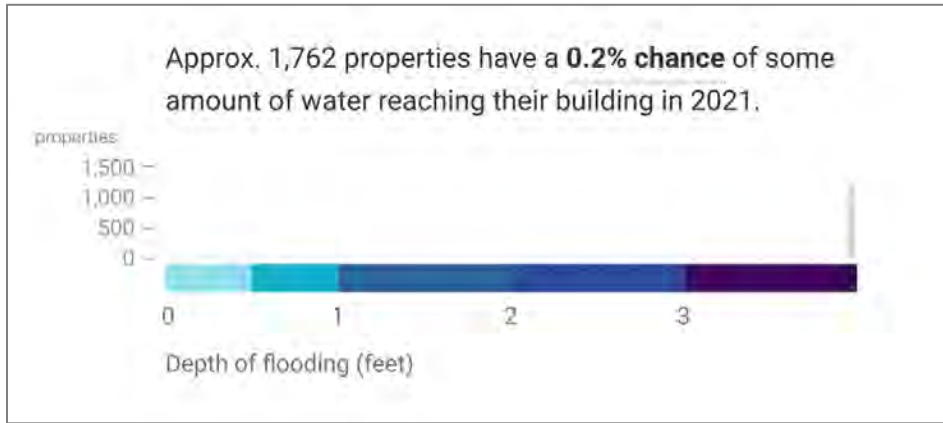 Approx. 1,762 properties have a 0.2% chance of some
amount of water reaching their building in 2021.
properties
1,500
1,000
500
0
0 1 2 3
Depth of flooding (feet)